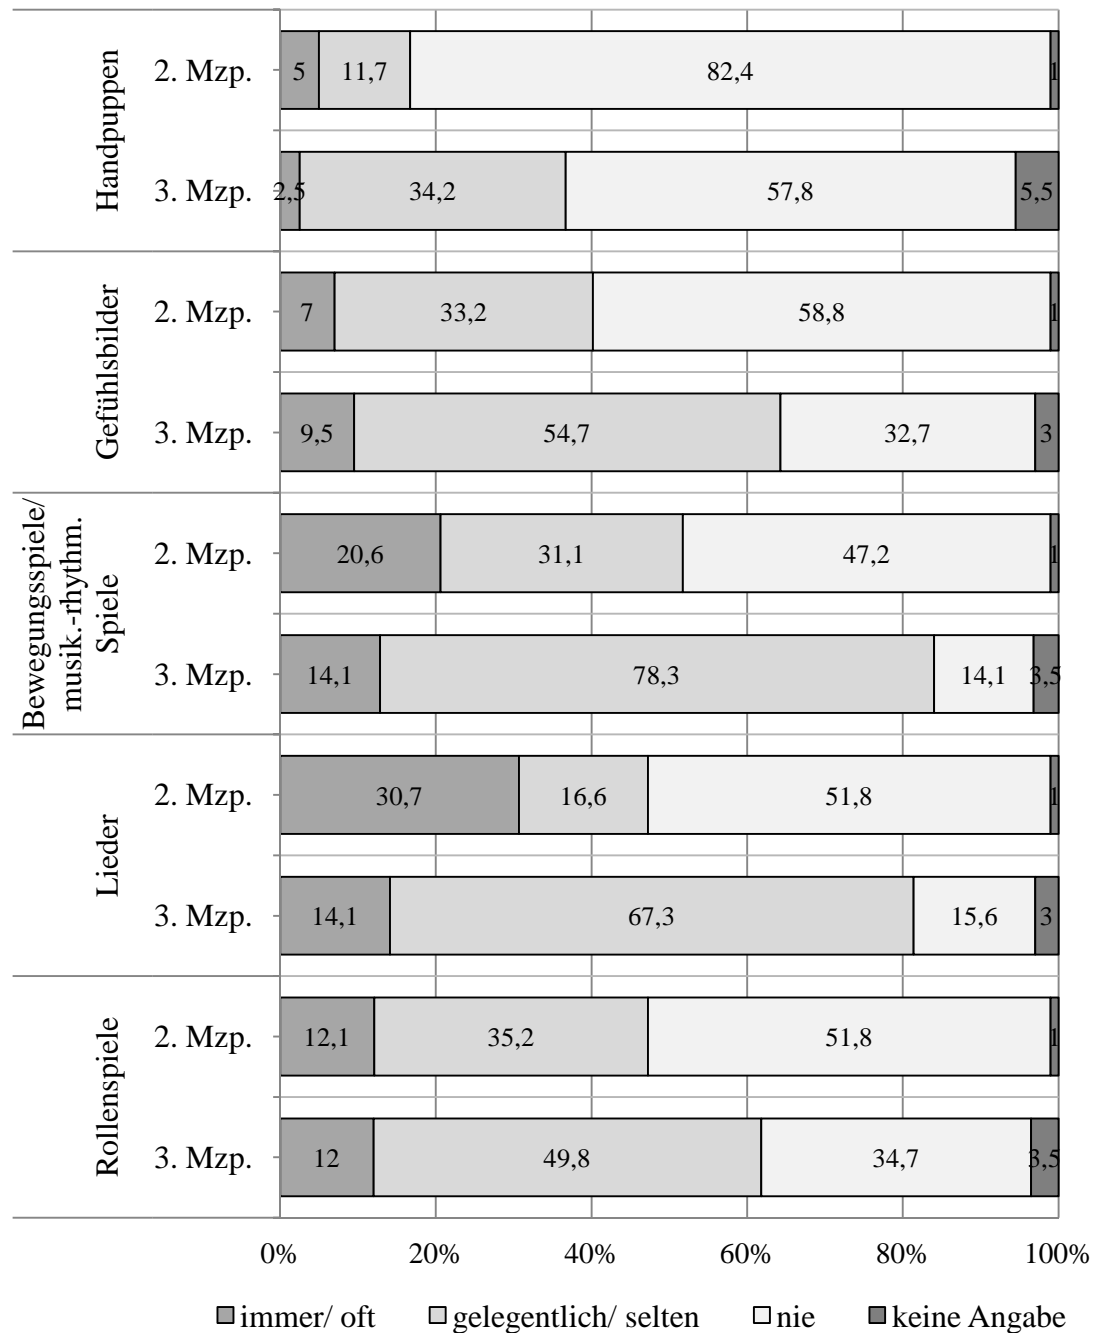 Handpuppen
2. Mzp. 5 11,7 82,4 1
3. Mzp. 2,5 34,2 57,8 5,5
Gefühlsbilder
2. Mzp. 7 33,2 58,8 1
3. Mzp. 9,5 54,7 32,7 3
Bewegungsspiele/
musik.-rhythm.
Spiele
2. Mzp. 20,6 31,1 47,2 1
3. Mzp. 14,1 78,3 14,1 3,5
Lieder
2. Mzp. 30,7 16,6 51,8 1
3. Mzp. 14,1 67,3 15,6 3
Rollenspiele
2. Mzp. 12,1 35,2 51,8 1
3. Mzp. 12 49,8 34,7 3,5
0% 20% 40% 60% 80% 100%
immer/ oft gelegentlich/ selten nie keine Angabe